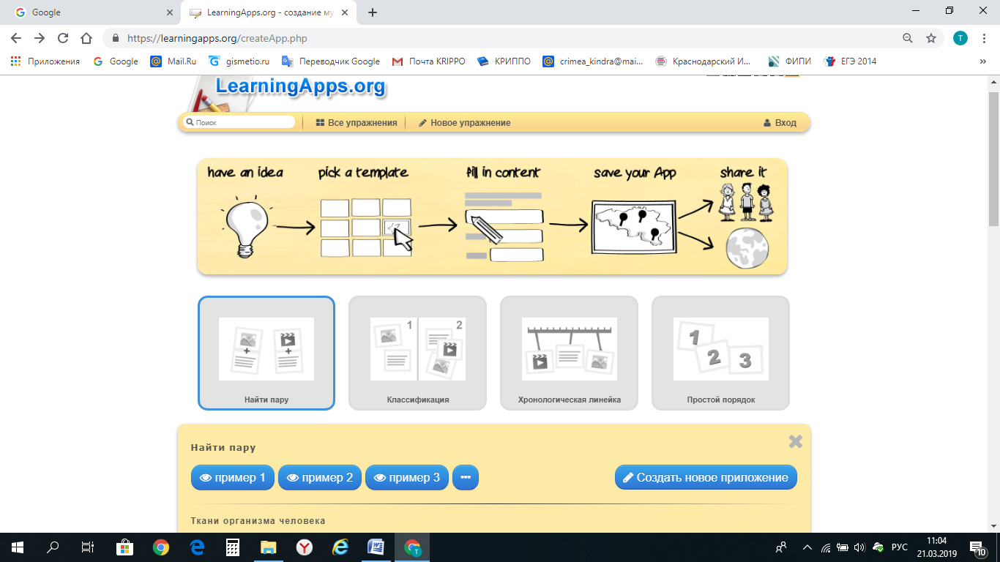 Google
LearningApps.org - создание му
https://learningapps.org/createApp.php
T
Приложения Google Mail.Ru gismetio.ru Переводчик Google Почта KRIPPO КРИППО crimea_kindra@mai... Краснодарский И... ФИПИ ЕГЭ 2014 »
LearningApps.org
Поиск Все упражнения Новое упражнение Вход
have an idea pick a template fill in content save your App share it
1 2
1 2 3
Найти пару Классификация Хронологическая линейка Простой порядок
Найти пару
пример 1 пример 2 пример 3 Создать новое приложение
Ткани организма человека
РУС 11:04
21.03.2019 10